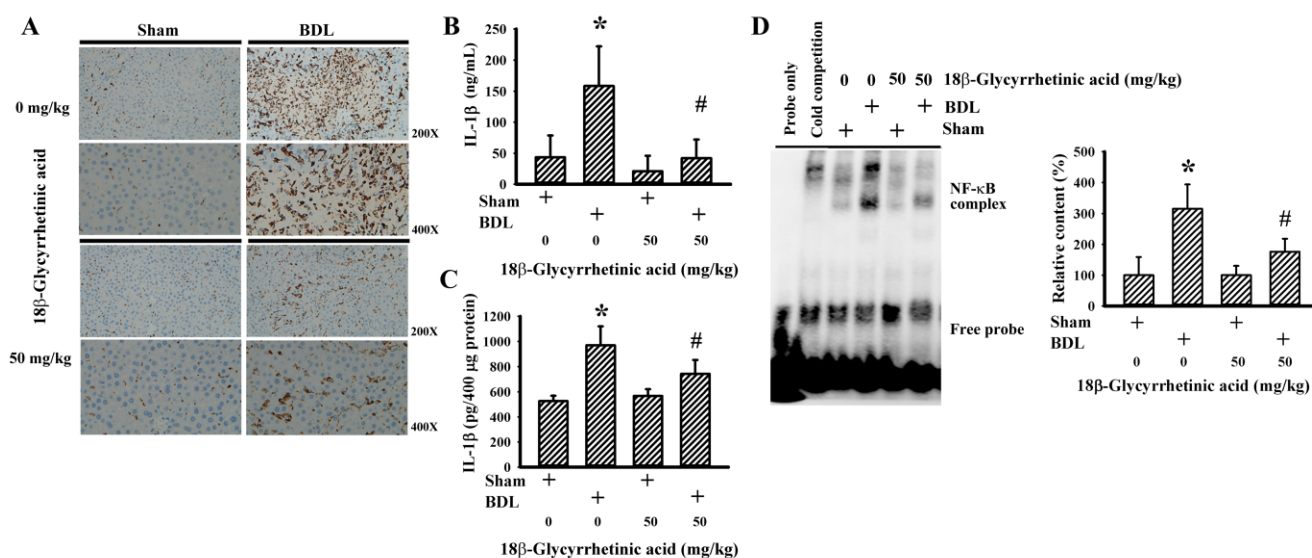 A
Sham BDL
0 mg/kg
200X
400X
18β-Glycyrrhetinic acid
50 mg/kg
200X
400X
B
IL-1β (ng/mL)
250
200
150
100
50
0
*
#
Sham + +
BDL + +
0 0 50 50
18β-Glycyrrhetinic acid (mg/kg)
C
IL-1β (pg/400 µg protein)
1200
1000
800
600
400
200
0
*
#
Sham + +
BDL + +
0 0 50 50
18β-Glycyrrhetinic acid (mg/kg)
D
Probe only
Cold competition
0 0 50 50 18β-Glycyrrhetinic acid (mg/kg)
+ + BDL
+ + Sham
NF-κB
complex
Free probe
Relative content (%)
500
400
300
200
100
0
*
#
Sham + +
BDL + +
0 0 50 50
18β-Glycyrrhetinic acid (mg/kg)